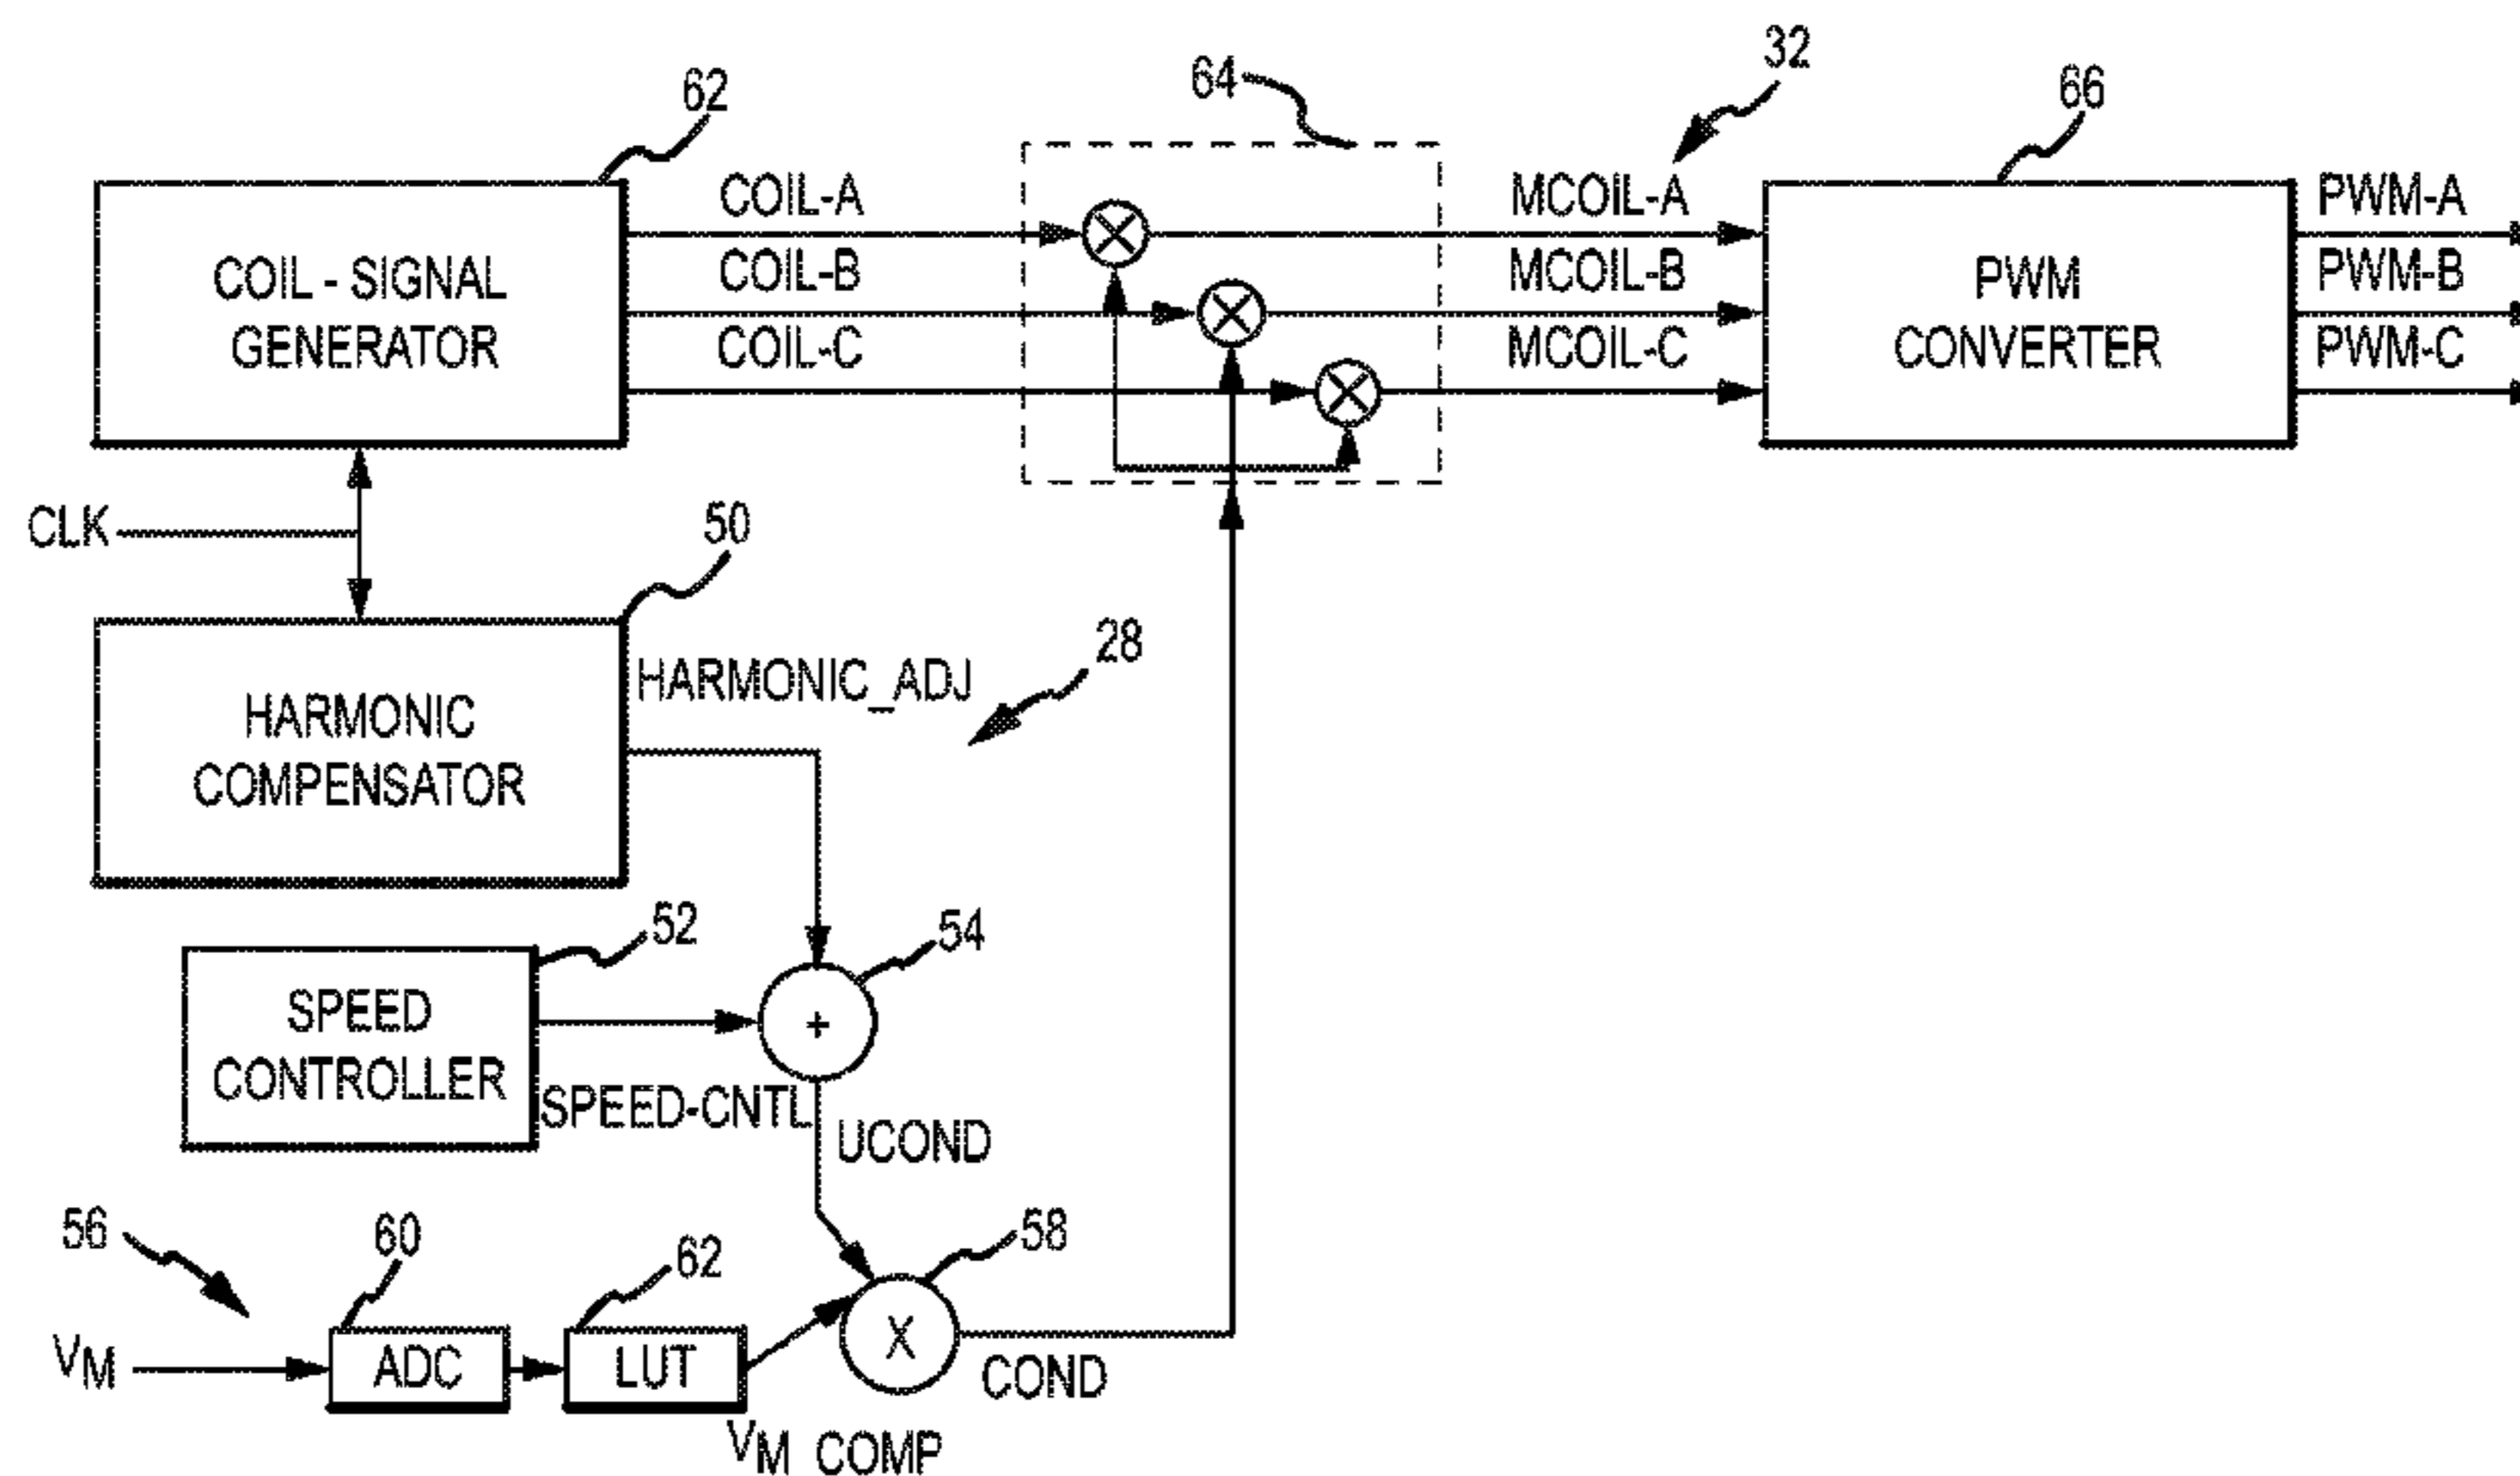 62
64
32
66
COIL - SIGNAL
GENERATOR
COIL-A
COIL-B
COIL-C
MCOIL-A
MCOIL-B
MCOIL-C
PWM
CONVERTER
PWM-A
PWM-B
PWM-C
CLK
50
HARMONIC
COMPENSATOR
HARMONIC_ADJ
28
52
SPEED
CONTROLLER
SPEED-CNTL
54
+
UCOND
56
60
62
58
VM
ADC
LUT
X
COND
VM_COMP